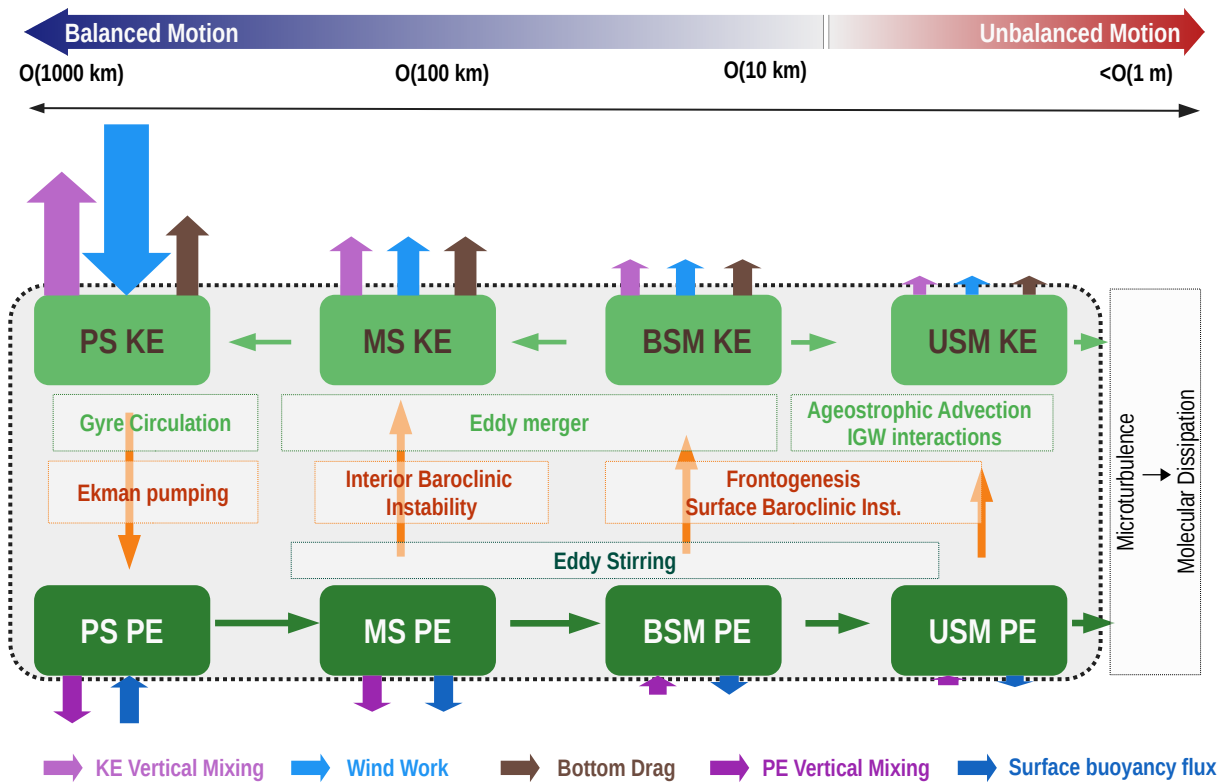 Balanced Motion
Unbalanced Motion
O(1000 km)
O(100 km)
O(10 km)
<O(1 m)
PS KE
MS KE
BSM KE
USM KE
Gyre Circulation
Eddy merger
Ageostrophic Advection
IGW interactions
Ekman pumping
Interior Baroclinic
Instability
Frontogenesis
Surface Baroclinic Inst.
Eddy Stirring
PS PE
MS PE
BSM PE
USM PE
Microturbulence
Molecular Dissipation
KE Vertical Mixing
Wind Work
Bottom Drag
PE Vertical Mixing
Surface buoyancy flux